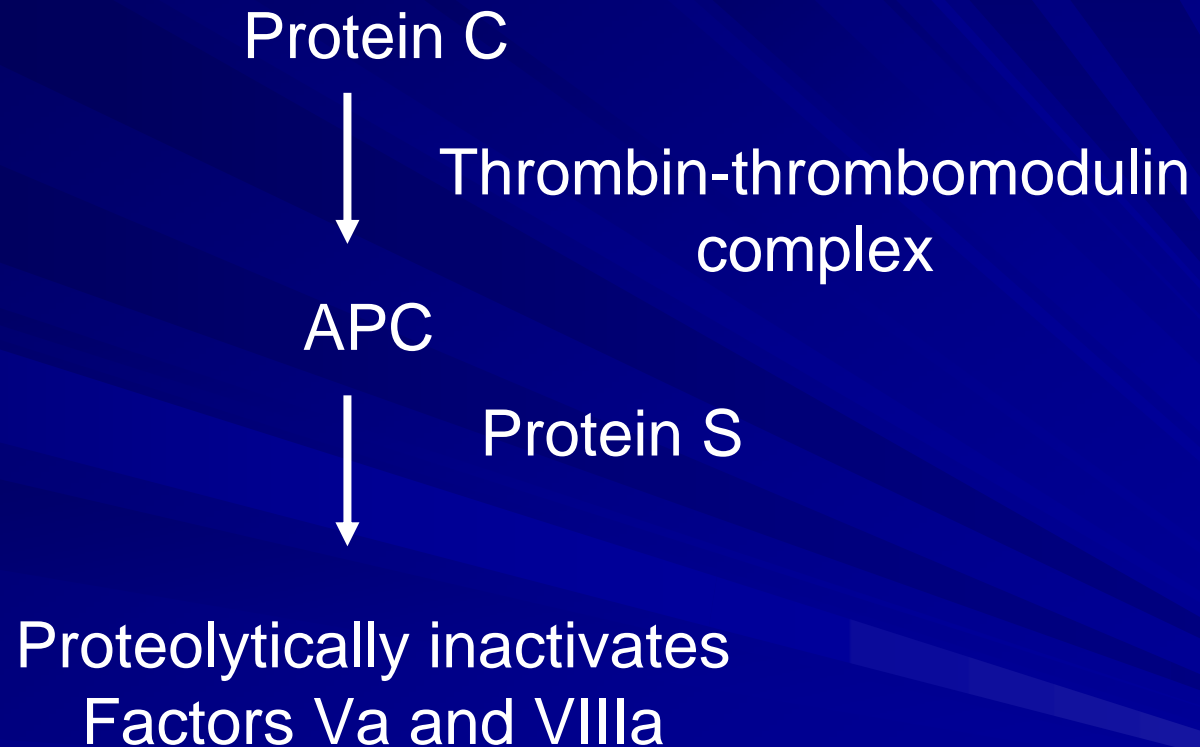 Protein C
Thrombin-thrombomodulin
complex
APC
Protein S
Proteolytically inactivates
Factors Va and VIIIa